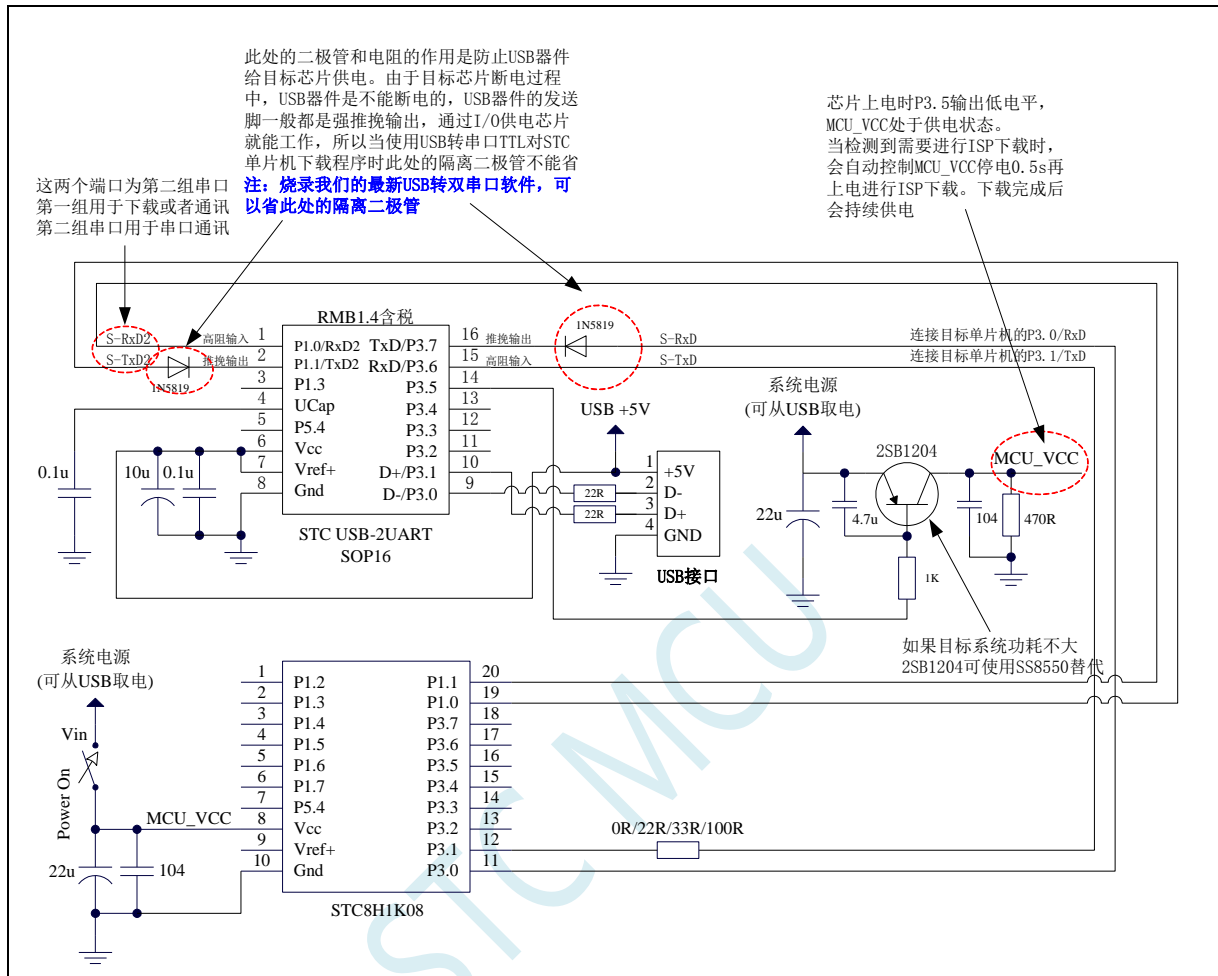 此处的二极管和电阻的作用是防止USB器件
给目标芯片供电。由于目标芯片断电过程
中，USB器件是不能断电的，USB器件的发送
脚一般都是强推挽输出，通过I/O供电芯片
就能工作，所以当使用USB转串口TTL对STC
单片机下载程序时此处的隔离二极管不能省
注：烧录我们的最新USB转双串口软件，可
以省此处的隔离二极管
这两个端口为第二组串口
第一组用于下载或者通讯
第二组串口用于串口通讯
芯片上电时P3.5输出低电平，
MCU_VCC处于供电状态。
当检测到需要进行ISP下载时，
会自动控制MCU_VCC停电0.5s再
上电进行ISP下载。下载完成后
会持续供电
RMB1.4含税
S-RxD2 高阻输入 1 P1.0/RxD2
S-TxD2 推挽输出 2 P1.1/TxD2
1N5819
3 P1.3
4 UCap
5 P5.4
6 Vcc
7 Vref+
8 Gnd
TxD/P3.7 16 推挽输出 1N5819 S-RxD 连接目标单片机的P3.0/RxD
RxD/P3.6 15 高阻输入 S-TxD 连接目标单片机的P3.1/TxD
P3.5 14
P3.4 13
P3.3 12
P3.2 11
D+/P3.1 10
D-/P3.0 9
STC USB-2UART
SOP16
0.1u
10u
0.1u
USB +5V
1 +5V
2 D-
3 D+
4 GND
22R
22R
USB接口
系统电源
(可从USB取电)
2SB1204
MCU_VCC
22u
4.7u
104
470R
1K
如果目标系统功耗不大
2SB1204可使用SS8550替代
系统电源
(可从USB取电)
Vin
Power On
MCU_VCC
22u
104
1 P1.2
2 P1.3
3 P1.4
4 P1.5
5 P1.6
6 P1.7
7 P5.4
8 Vcc
9 Vref+
10 Gnd
P1.1 20
P1.0 19
P3.7 18
P3.6 17
P3.5 16
P3.4 15
P3.3 14
P3.2 13
P3.1 12
P3.0 11
0R/22R/33R/100R
STC8H1K08
STC MCU